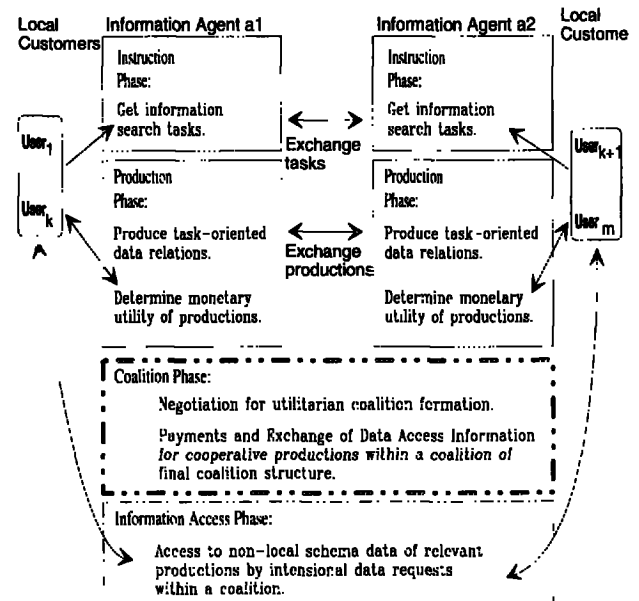 Local Customers
Information Agent a1
Information Agent a2
Local Custome
Instruction
Phase:
Get information
search tasks.
Instruction
Phase:
Get information
search tasks.
Exchange
tasks
User1
Userk
Userk+1
Userm
Production
Phase:
Produce task-oriented
data relations.
Determine monetary
utility of productions.
Exchange
productions
Production
Phase:
Produce task-oriented
data relations.
Determine monetary
utility of productions.
Coalition Phase:
Negotiation for utilitarian coalition formation.
Payments and Exchange of Data Access Information
for cooperative productions within a coalition of
final coalition structure.
Information Access Phase:
Access to non-local schema data of relevant
productions by intensional data requests
within a coalition.